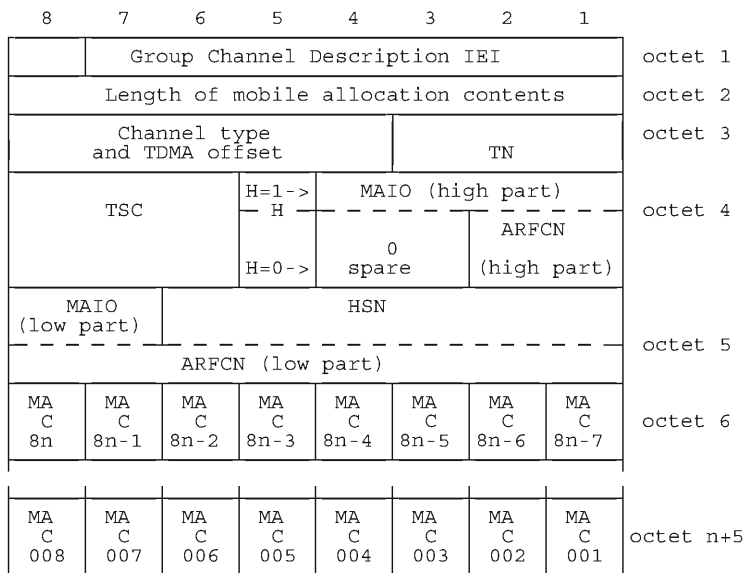 8 7 6 5 4 3 2 1
Group Channel Description IEI octet 1
Length of mobile allocation contents octet 2
Channel type octet 3
and TDMA offset TN
H=1-> MAIO (high part)
TSC H octet 4
ARFCN
0
H=0-> spare (high part)
MAIO HSN
(low part)
octet 5
ARFCN (low part)
MA MA MA MA MA MA MA MA
C C C C C C C C octet 6
8n 8n-1 8n-2 8n-3 8n-4 8n-5 8n-6 8n-7
MA MA MA MA MA MA MA MA
C C C C C C C C octet n+5
008 007 006 005 004 003 002 001